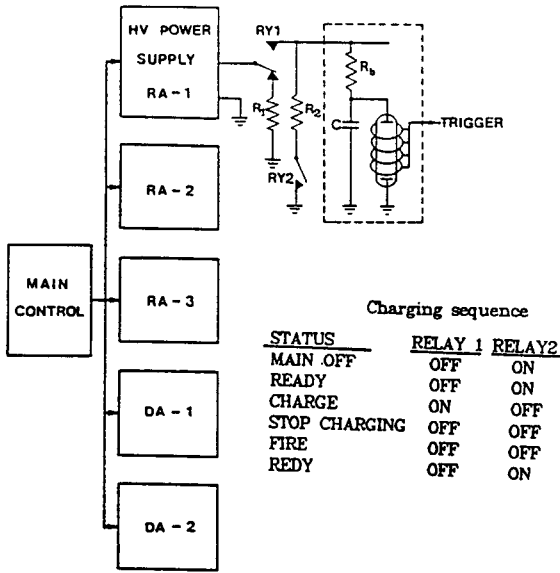 HV POWER
SUPPLY
RA-1
RY1
R1
R2
RY2
Rb
C
TRIGGER
RA-2
MAIN
CONTROL
RA-3
DA-1
DA-2
Charging sequence
STATUS RELAY 1 RELAY2
MAIN .OFF OFF ON
READY OFF ON
CHARGE ON OFF
STOP CHARGING OFF OFF
FIRE OFF OFF
REDY OFF ON